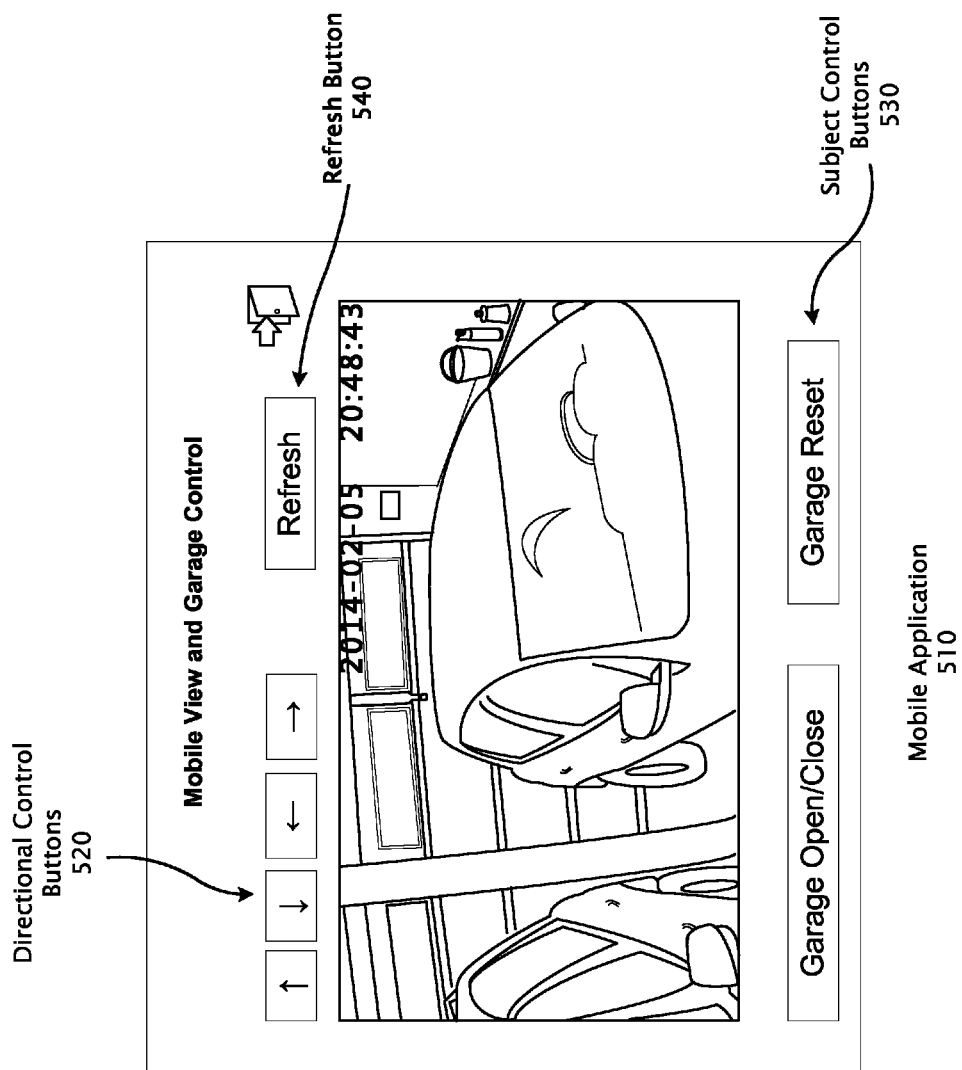 Directional Control
Buttons
520
Mobile View and Garage Control
↑ ↓ ← → Refresh
Refresh Button
540
2014-02-05 20:48:43
Garage Open/Close Garage Reset
Subject Control
Buttons
530
Mobile Application
510